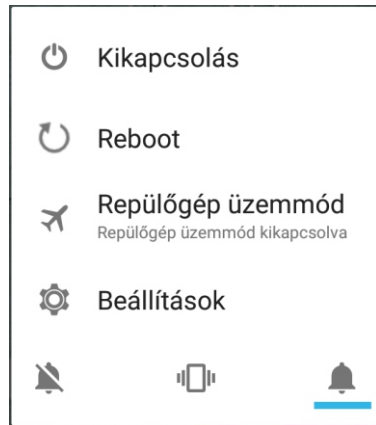 Kikapcsolás
Reboot
Repülőgép üzemmód
Repülőgép üzemmód kikapcsolva
Beállítások